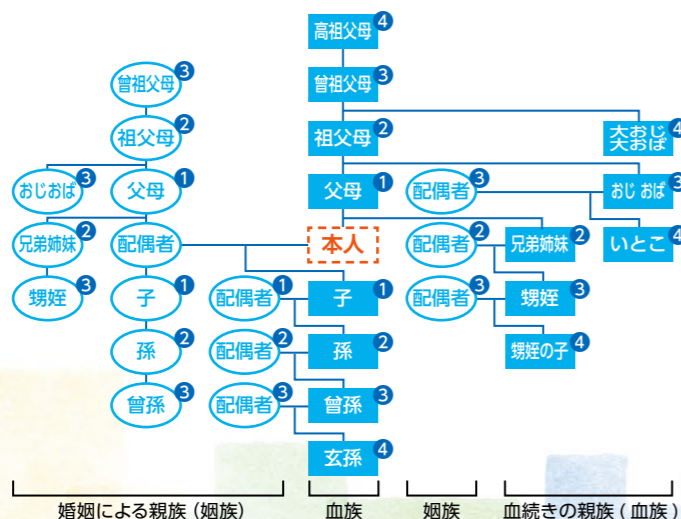 高祖父母 4
曾祖父母 3
曾祖父母 3
祖父母 2
祖父母 2
大おじ
大おば 4
おじおば 3
父母 1
父母 1
配偶者 3
おじ おば 3
兄弟姉妹 2
配偶者
本人
配偶者 2
兄弟姉妹 2
いとこ 4
甥姪 3
子 1
配偶者 1
子 1
配偶者 3
甥姪 3
孫 2
配偶者 2
孫 2
甥姪の子 4
曾孫 3
配偶者 3
曾孫 3
玄孫 4
婚姻による親族 (姻族)
血族
姻族
血続きの親族 ( 血族 )